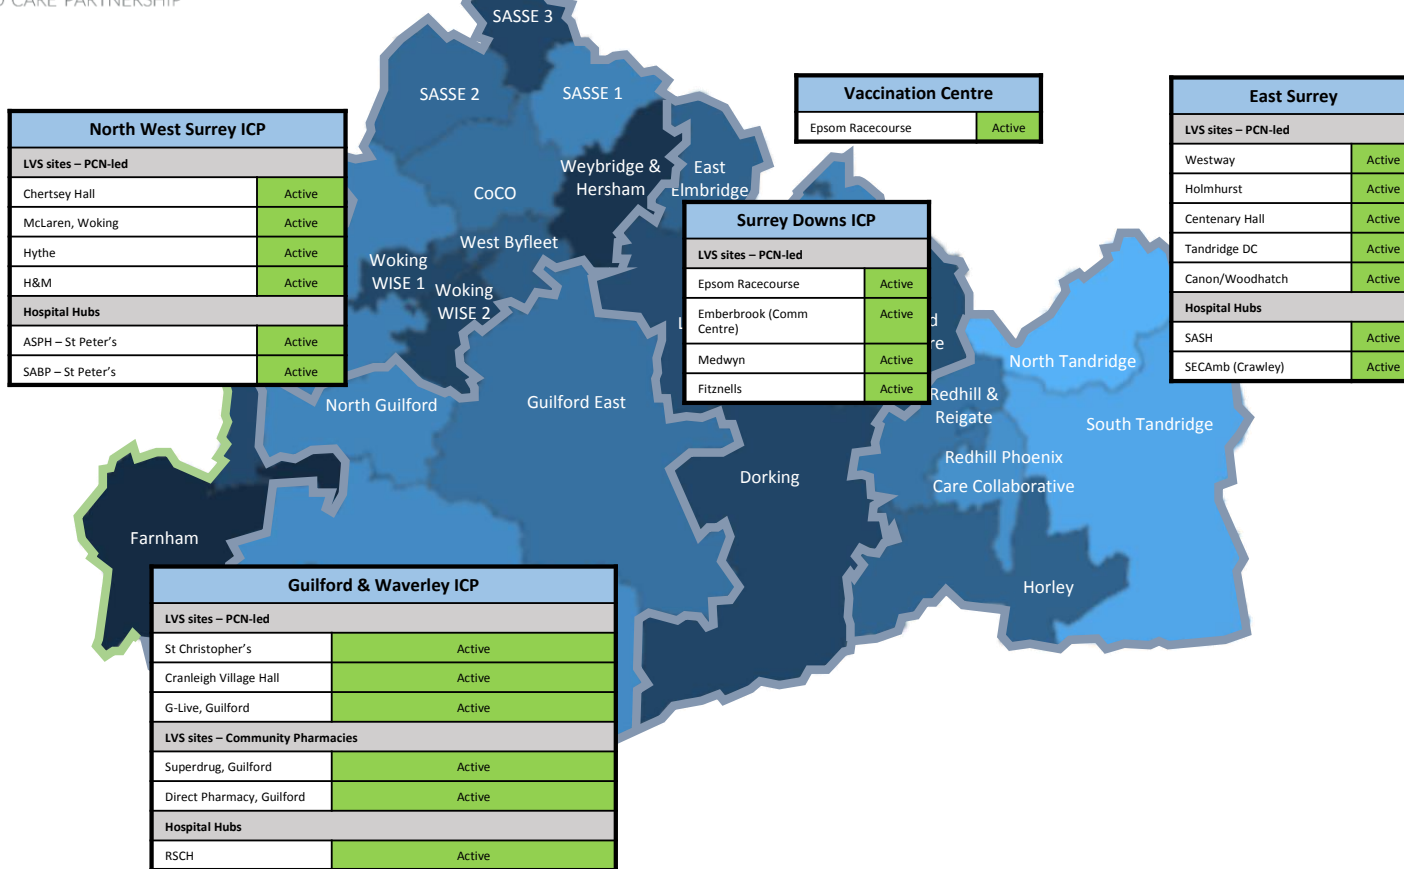 CARE PARTNERSHIP
SASSE 3
SASSE 2
SASSE 1
Weybridge &
Hersham
East
Elmbridge
CoCO
West Byfleet
Woking
WISE 1
Woking
WISE 2
North Guilford
Guilford East
Farnham
Dorking
Redhill &
Reigate
Redhill Phoenix
Care Collaborative
North Tandridge
South Tandridge
Horley
North West Surrey ICP
LVS sites – PCN-led
Chertsey Hall Active
McLaren, Woking Active
Hythe Active
H&M Active
Hospital Hubs
ASPH – St Peter's Active
SABP – St Peter's Active
Vaccination Centre
Epsom Racecourse Active
Surrey Downs ICP
LVS sites – PCN-led
Epsom Racecourse Active
Emberbrook (Comm Active
Centre)
Medwyn Active
Fitznells Active
East Surrey
LVS sites – PCN-led
Westway Active
Holmhurst Active
Centenary Hall Active
Tandridge DC Active
Canon/Woodhatch Active
Hospital Hubs
SASH Active
SECAmb (Crawley) Active
Guilford & Waverley ICP
LVS sites – PCN-led
St Christopher's Active
Cranleigh Village Hall Active
G-Live, Guilford Active
LVS sites – Community Pharmacies
Superdrug, Guilford Active
Direct Pharmacy, Guilford Active
Hospital Hubs
RSCH Active